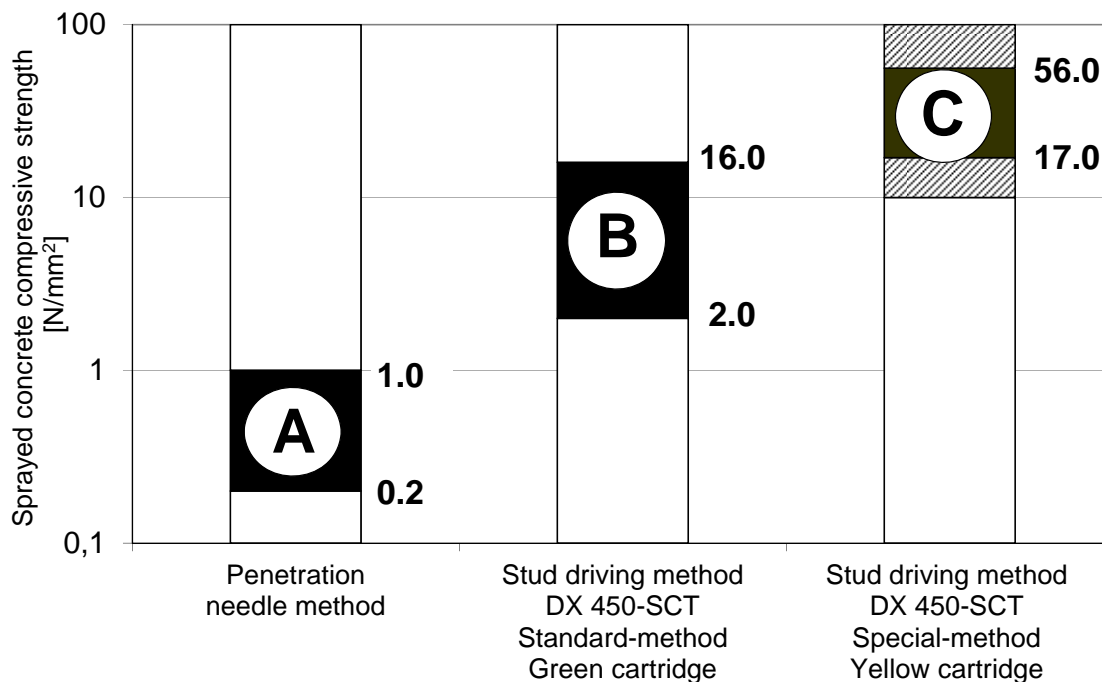 Sprayed concrete compressive strength
[N/mm²]
100
10
1
0,1
A
1.0
0.2
B
16.0
2.0
C
56.0
17.0
Penetration
needle method
Stud driving method
DX 450-SCT
Standard-method
Green cartridge
Stud driving method
DX 450-SCT
Special-method
Yellow cartridge